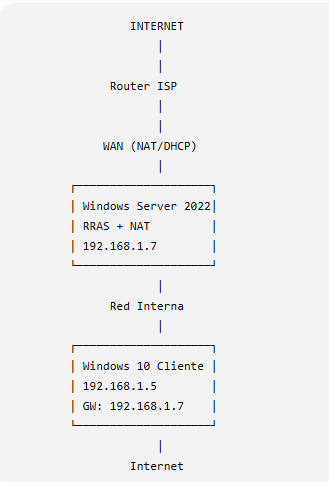 INTERNET
Router ISP
WAN (NAT/DHCP)
Windows Server 2022
RRAS + NAT
192.168.1.7
Red Interna
Windows 10 Cliente
192.168.1.5
GW: 192.168.1.7
Internet